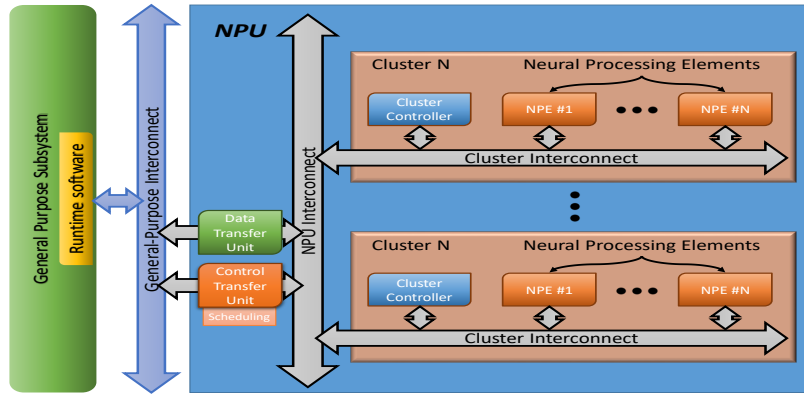 General Purpose Subsystem
Runtime software
General-Purpose Interconnect
NPU
NPU Interconnect
Data
Transfer
Unit
Control
Transfer
Unit
Scheduling
Cluster N
Neural Processing Elements
Cluster
Controller
NPE #1
NPE #N
Cluster Interconnect
Cluster N
Neural Processing Elements
Cluster
Controller
NPE #1
NPE #N
Cluster Interconnect